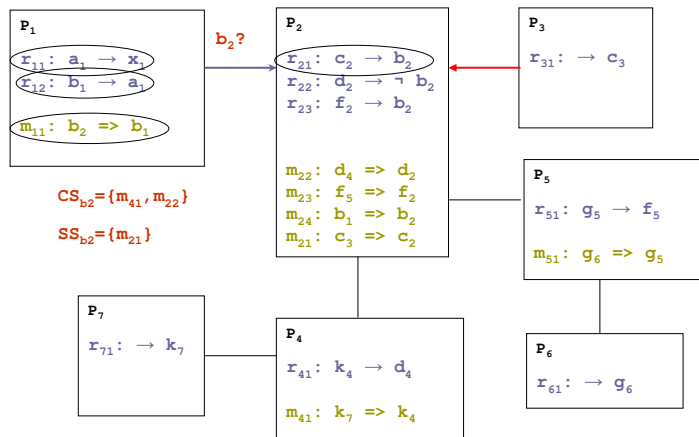 P1
r11: a1 → x1
r12: b1 → a1
m11: b2 => b1
b2?
P2
r21: c2 → b2
r22: d2 → ¬ b2
r23: f2 → b2
m22: d4 => d2
m23: f5 => f2
m24: b1 => b2
m21: c3 => c2
P3
r31: → c3
CSb2={m41,m22}
SSb2={m21}
P5
r51: g5 → f5
m51: g6 => g5
P7
r71: → k7
P4
r41: k4 → d4
m41: k7 => k4
P6
r61: → g6